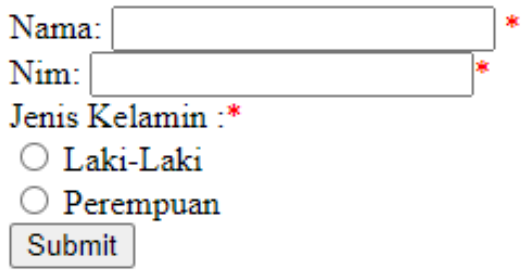 Nama: *
Nim: *
Jenis Kelamin :*
Laki-Laki
Perempuan
Submit